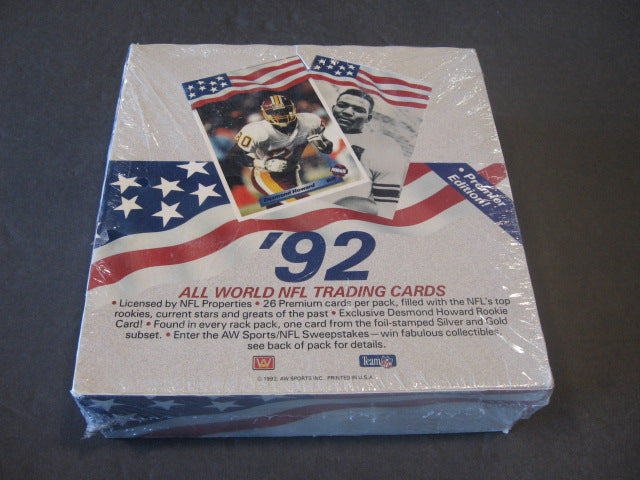 80
Desmond Howard
• Premier
Edition!
'92
ALL WORLD NFL TRADING CARDS
• Licensed by NFL Properties • 26 Premium cards per pack, filled with the NFL's top
rookies, current stars and greats of the past • Exclusive Desmond Howard Rookie
Card! • Found in every rack pack, one card from the foil-stamped Silver and Gold
subset. • Enter the AW Sports/NFL Sweepstakes — win fabulous collectibles,
see back of pack for details.
Team NFL
© 1992, AW SPORTS INC., PRINTED IN U.S.A.